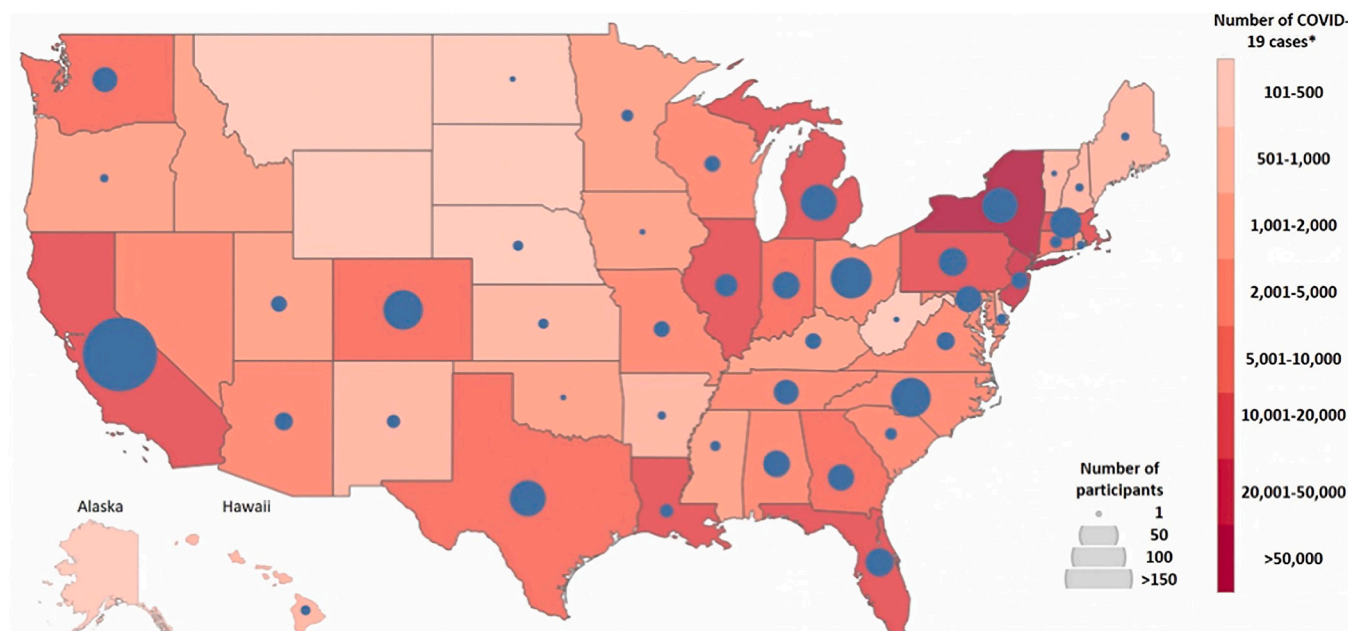 Number of COVID-
19 cases*
101-500
501-1,000
1,001-2,000
2,001-5,000
5,001-10,000
10,001-20,000
20,001-50,000
>50,000
Number of
participants
1
50
100
>150
Alaska
Hawaii